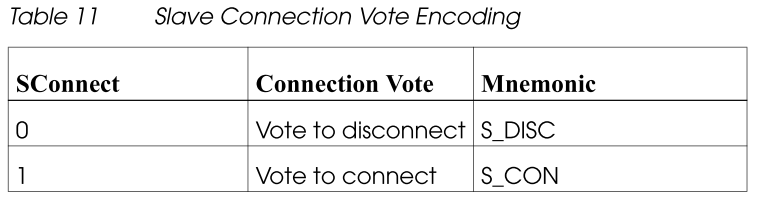 Table 11 Slave Connection Vote Encoding
SConnect Connection Vote Mnemonic
0 Vote to disconnect S_DISC
1 Vote to connect S_CON